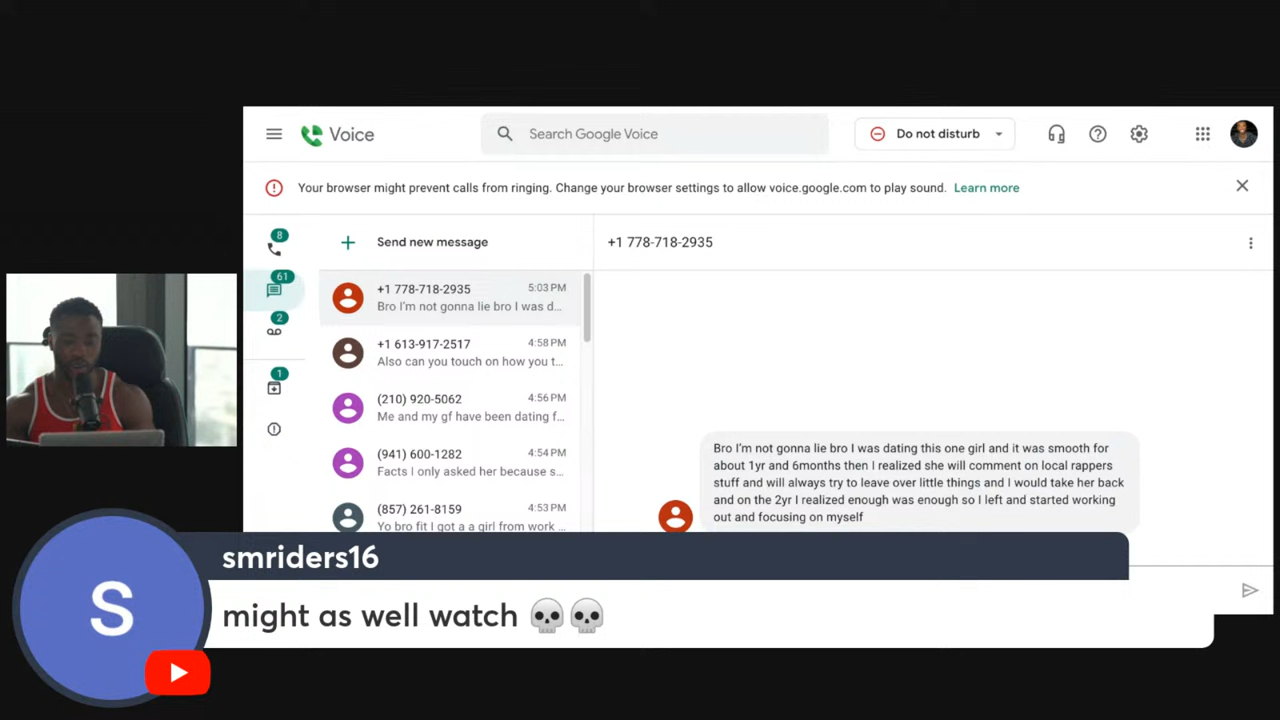 Voice
Search Google Voice
Do not disturb
Your browser might prevent calls from ringing. Change your browser settings to allow voice.google.com to play sound. Learn more
8
61
2
1
Send new message
+1 778-718-2935 5:03 PM
Bro I'm not gonna lie bro I was d...
+1 613-917-2517 4:58 PM
Also can you touch on how you t...
(210) 920-5062 4:56 PM
Me and my gf have been dating f...
(941) 600-1282 4:54 PM
Facts I only asked her because s...
(857) 261-8159 4:53 PM
Yo bro fit I got a a girl from work ...
+1 778-718-2935
Bro I'm not gonna lie bro I was dating this one girl and it was smooth for
about 1yr and 6months then I realized she will comment on local rappers
stuff and will always try to leave over little things and I would take her back
and on the 2yr I realized enough was enough so I left and started working
out and focusing on myself
S
smriders16
might as well watch 💀💀